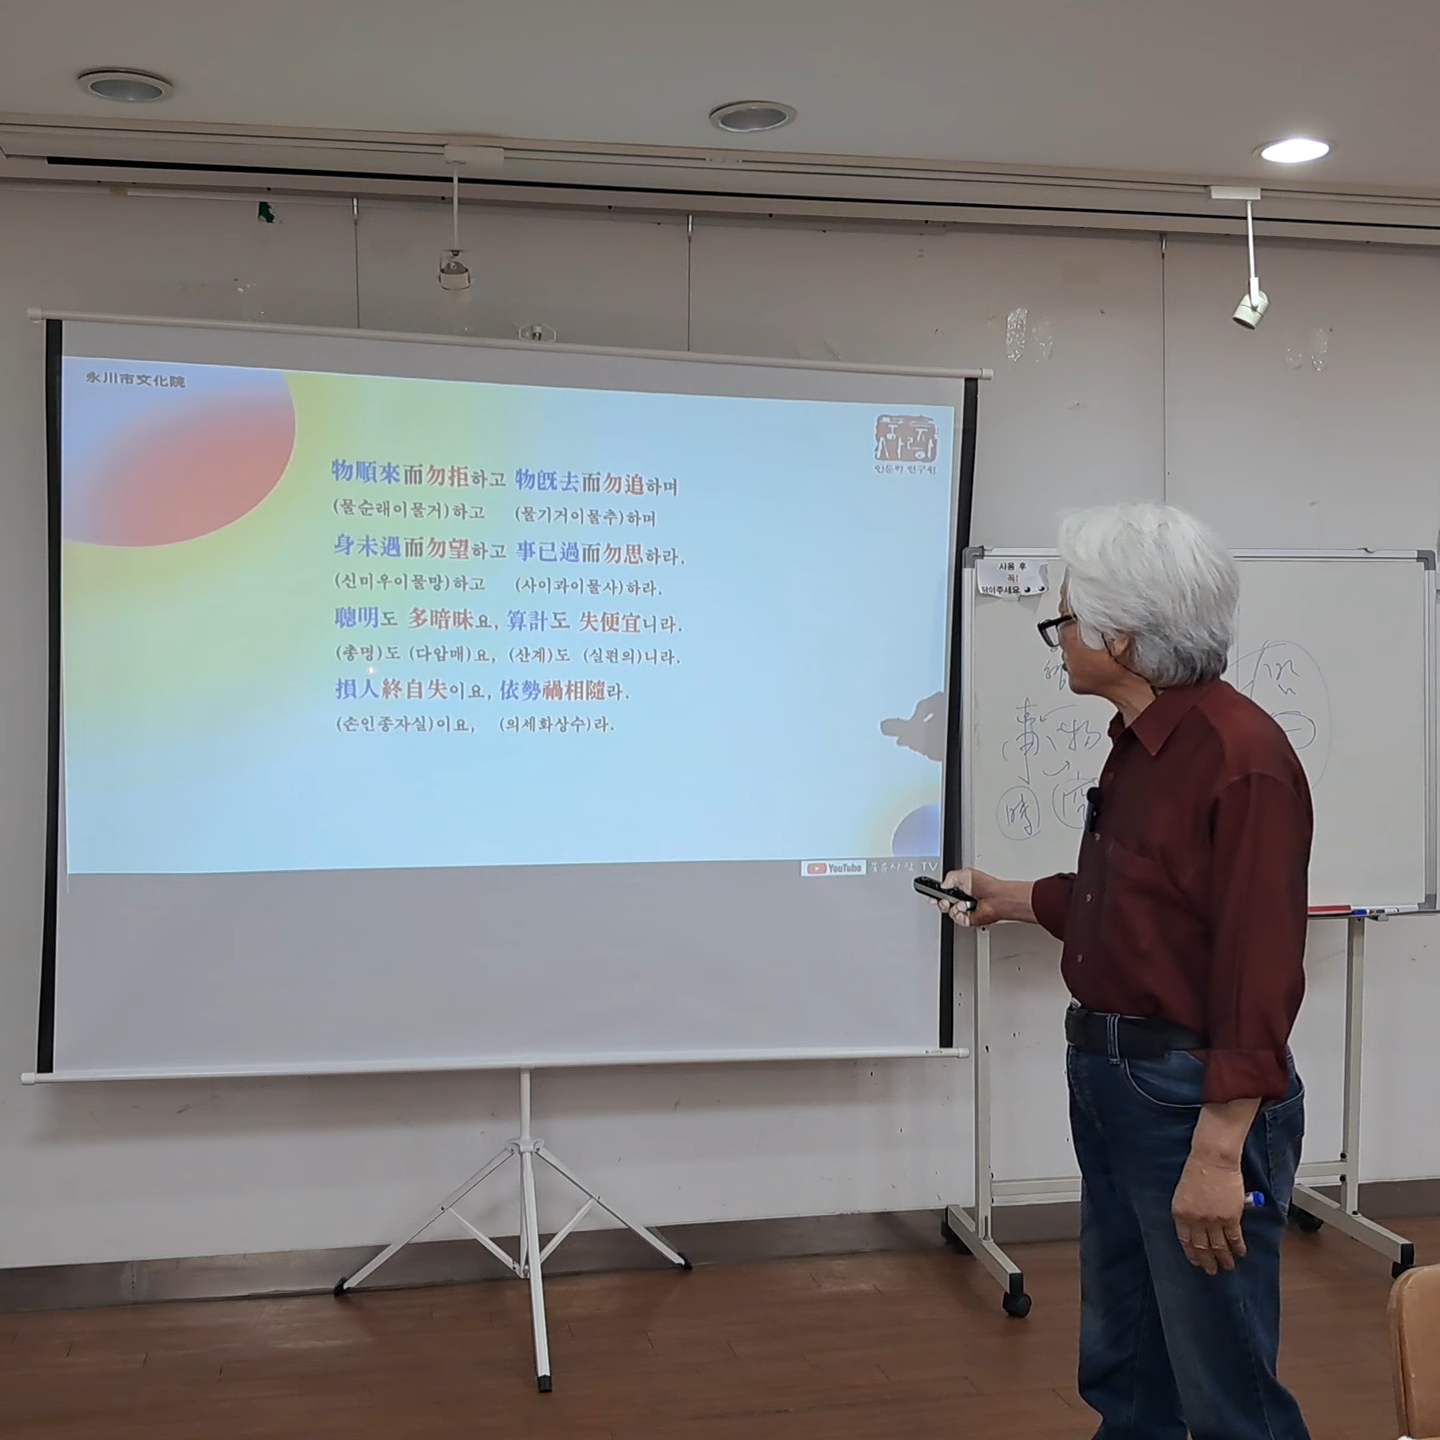 永川市文化院
物順來而勿拒하고 物旣去而勿追하며
(물순래이물거)하고 (물기거이물추)하며
身未遇而勿望하고 事已過而勿思하라.
(신미우이물망)하고 (사이과이물사)하라.
聰明도 多暗昧요, 算計도 失便宜니라.
(총명)도 (다암매)요, (산계)도 (실편의)니라.
損人終自失이요, 依勢禍相隨라.
(손인종자실)이요, (의세화상수)라.
YouTube TV
사용 후
꼭!
事 物
時